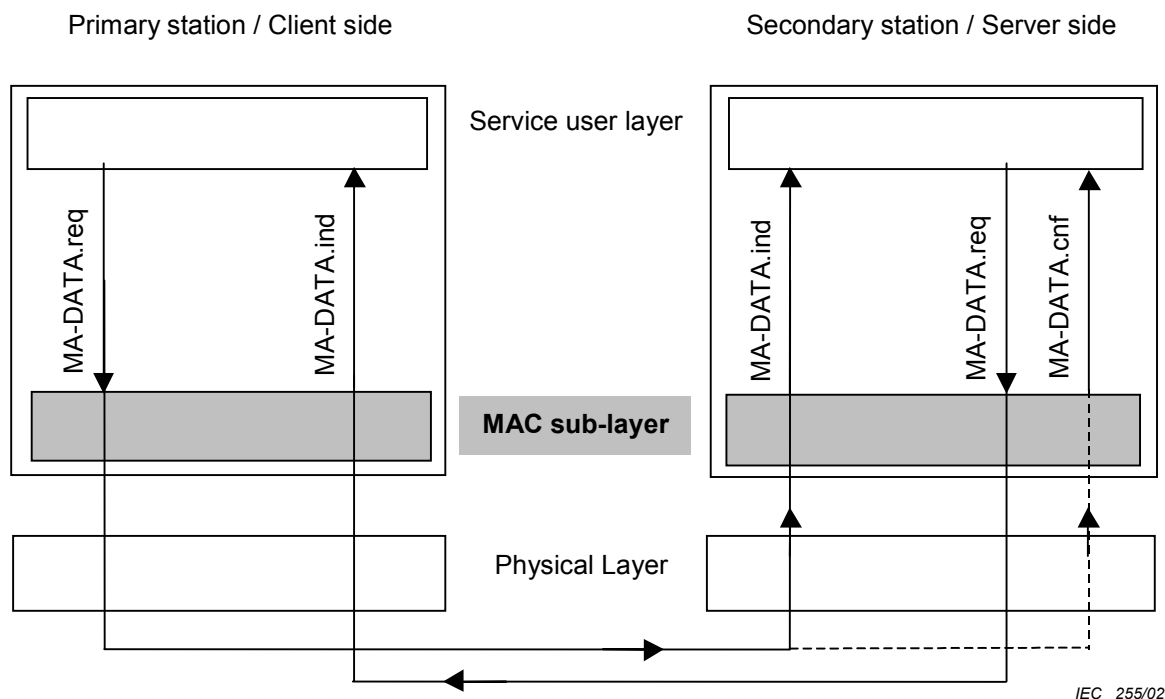 Primary station / Client side
Secondary station / Server side
Service user layer
MA-DATA.req
MA-DATA.ind
MA-DATA.ind
MA-DATA.req
MA-DATA.cnf
MAC sub-layer
Physical Layer
IEC 255/02